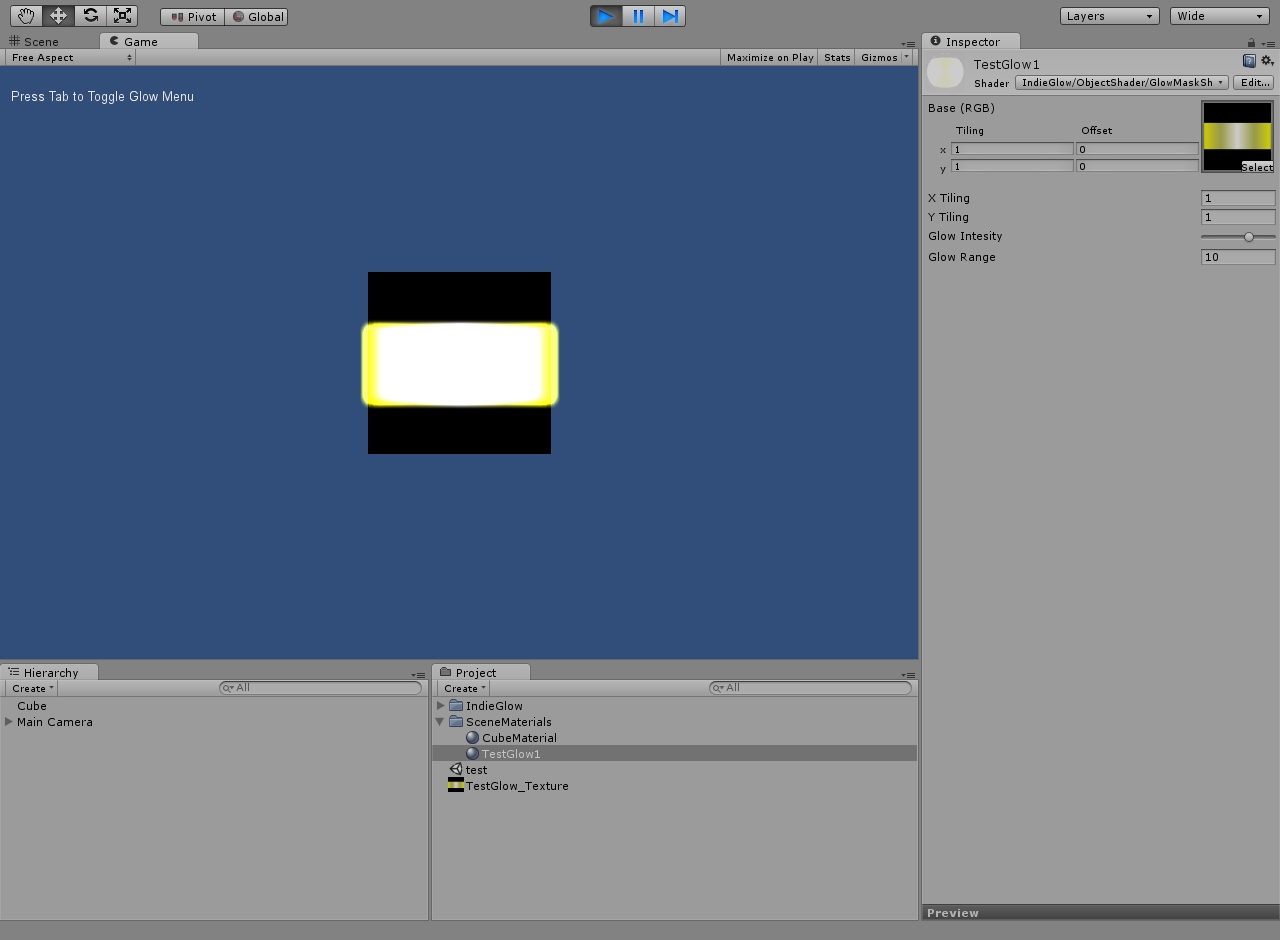 Pivot Global Layers Wide
Scene Game
Free Aspect Maximize on Play Stats Gizmos
Press Tab to Toggle Glow Menu
Inspector
TestGlow1
Shader IndieGlow/ObjectShader/GlowMaskSh Edit...
Base (RGB)
Tiling Offset
x 1 0
y 1 0
Select
X Tiling 1
Y Tiling 1
Glow Intesity
Glow Range 10
Hierarchy
Create All
Cube
Main Camera
Project
Create All
IndieGlow
SceneMaterials
CubeMaterial
TestGlow1
test
TestGlow_Texture
Preview